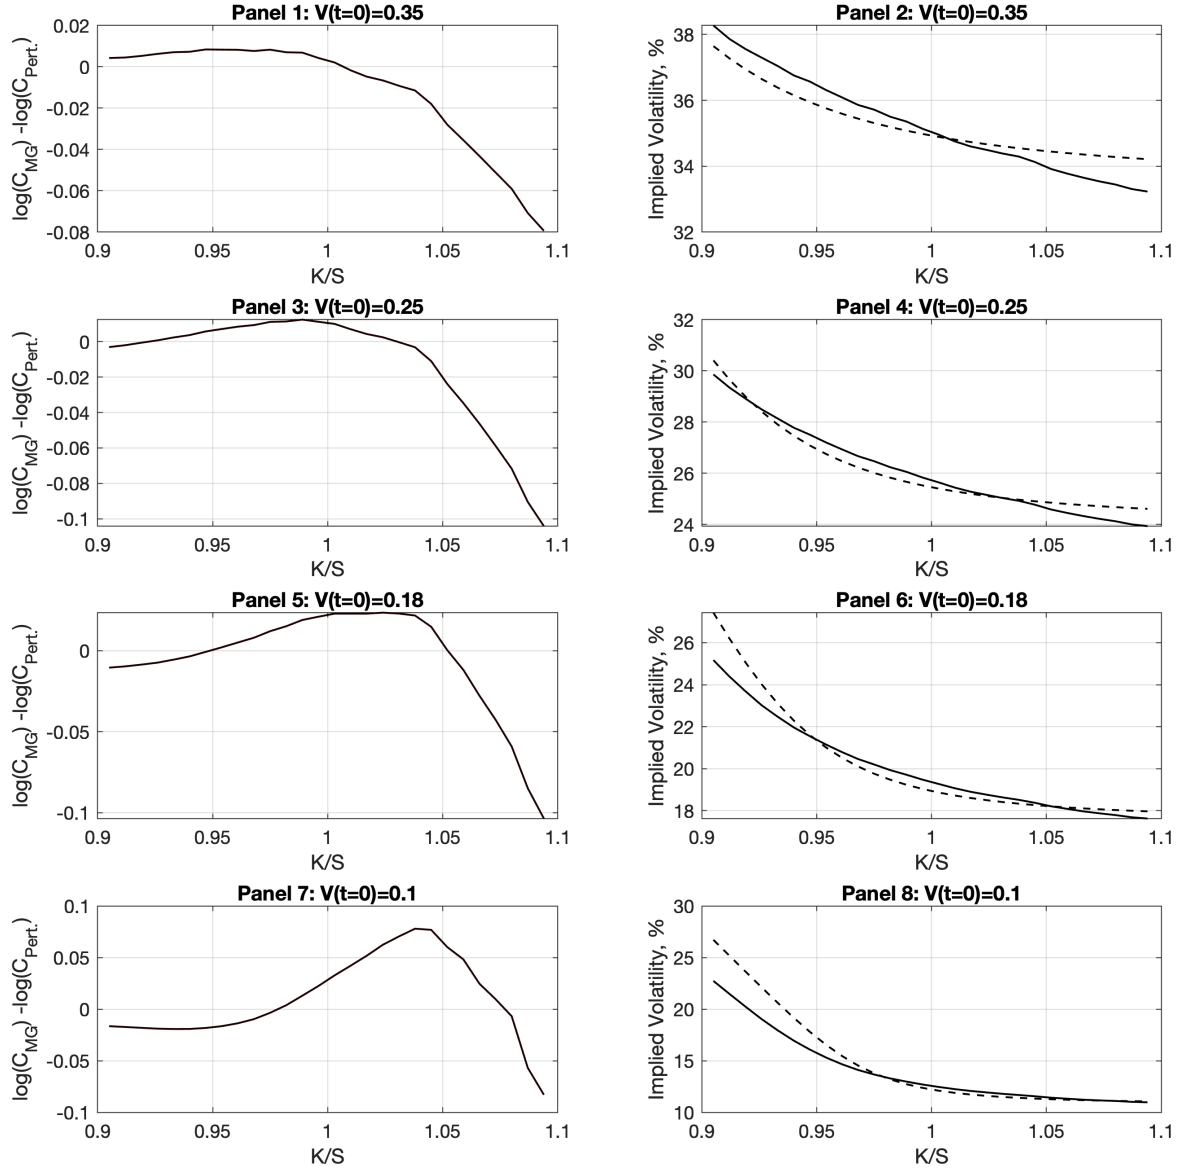 Panel 1: V(t=0)=0.35
log(C_MG) -log(C_Pert.)
0.02
0
-0.02
-0.04
-0.06
-0.08
0.9 0.95 1 1.05 1.1
K/S
Panel 2: V(t=0)=0.35
Implied Volatility, %
38
36
34
32
0.9 0.95 1 1.05 1.1
K/S
Panel 3: V(t=0)=0.25
log(C_MG) -log(C_Pert.)
0
-0.02
-0.04
-0.06
-0.08
-0.1
0.9 0.95 1 1.05 1.1
K/S
Panel 4: V(t=0)=0.25
Implied Volatility, %
32
30
28
26
24
0.9 0.95 1 1.05 1.1
K/S
Panel 5: V(t=0)=0.18
log(C_MG) -log(C_Pert.)
0
-0.05
-0.1
0.9 0.95 1 1.05 1.1
K/S
Panel 6: V(t=0)=0.18
Implied Volatility, %
26
24
22
20
18
0.9 0.95 1 1.05 1.1
K/S
Panel 7: V(t=0)=0.1
log(C_MG) -log(C_Pert.)
0.1
0.05
0
-0.05
-0.1
0.9 0.95 1 1.05 1.1
K/S
Panel 8: V(t=0)=0.1
Implied Volatility, %
30
25
20
15
10
0.9 0.95 1 1.05 1.1
K/S